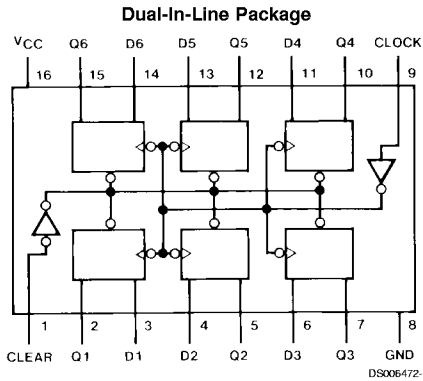 Dual-In-Line Package
VCC Q6 D6 D5 Q5 D4 Q4 CLOCK
16 15 14 13 12 11 10 9
1 2 3 4 5 6 7 8
CLEAR Q1 D1 D2 Q2 D3 Q3 GND
DS006472-